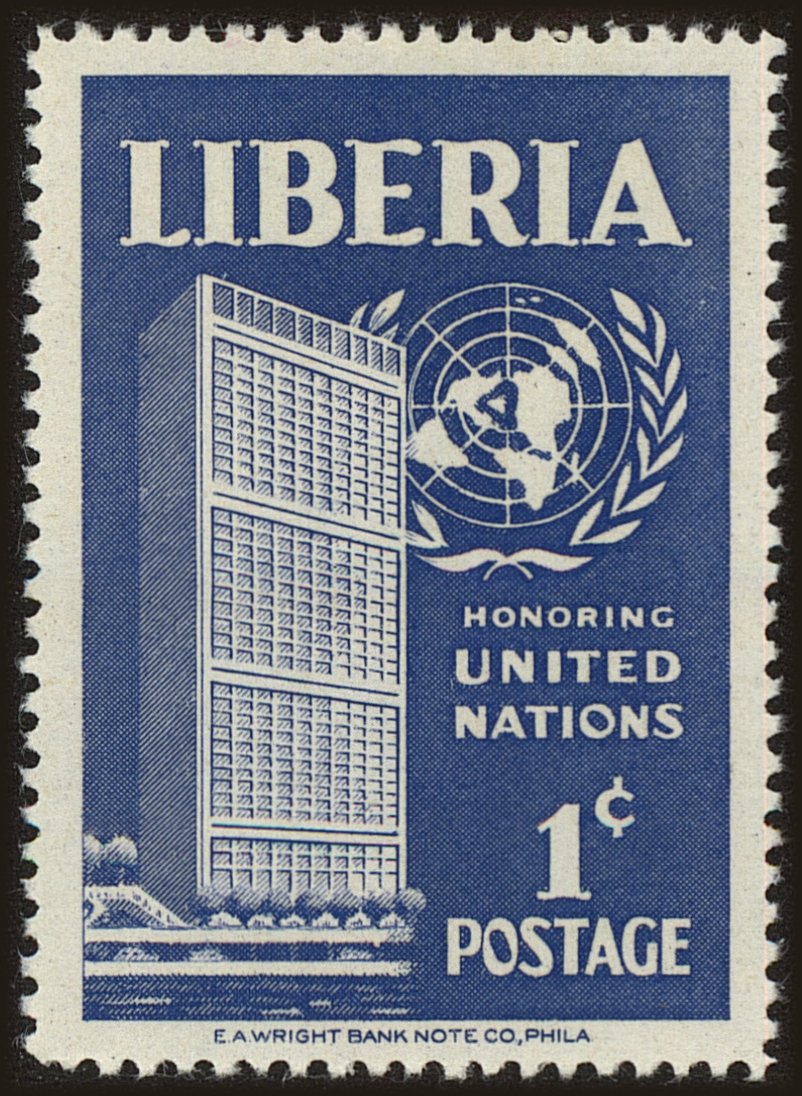 LIBERIA
HONORING
UNITED
NATIONS
1¢
POSTAGE
E.A.WRIGHT BANK NOTE CO,PHILA